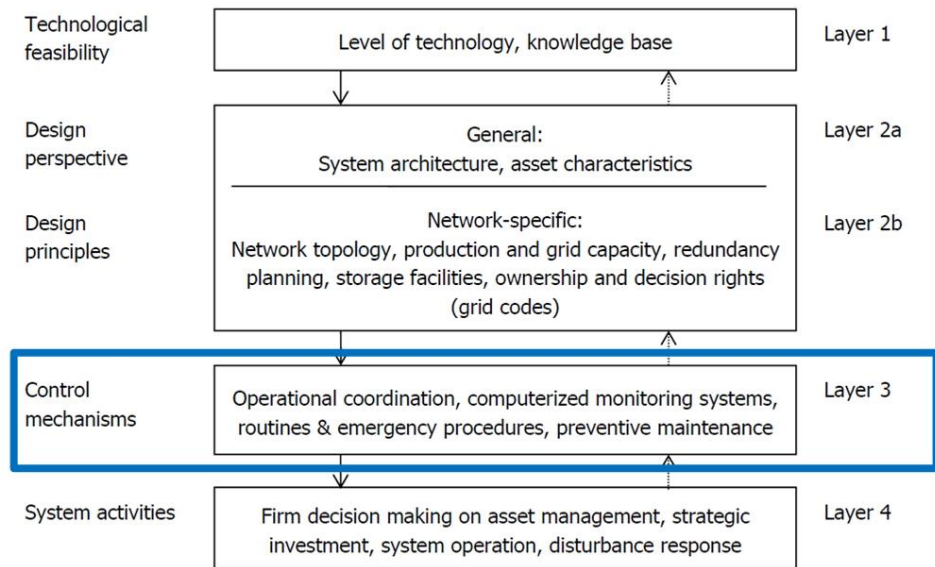 Technological
feasibility
Level of technology, knowledge base
Layer 1
Design
perspective
General:
System architecture, asset characteristics
Layer 2a
Design
principles
Network-specific:
Network topology, production and grid capacity, redundancy
planning, storage facilities, ownership and decision rights
(grid codes)
Layer 2b
Control
mechanisms
Operational coordination, computerized monitoring systems,
routines & emergency procedures, preventive maintenance
Layer 3
System activities
Firm decision making on asset management, strategic
investment, system operation, disturbance response
Layer 4